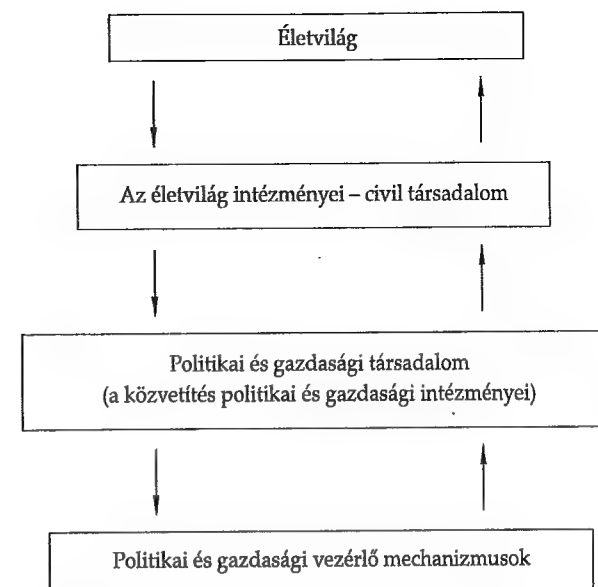 Életvilág
Az életvilág intézményei – civil társadalom
Politikai és gazdasági társadalom
(a közvetítés politikai és gazdasági intézményei)
Politikai és gazdasági vezérlő mechanizmusok